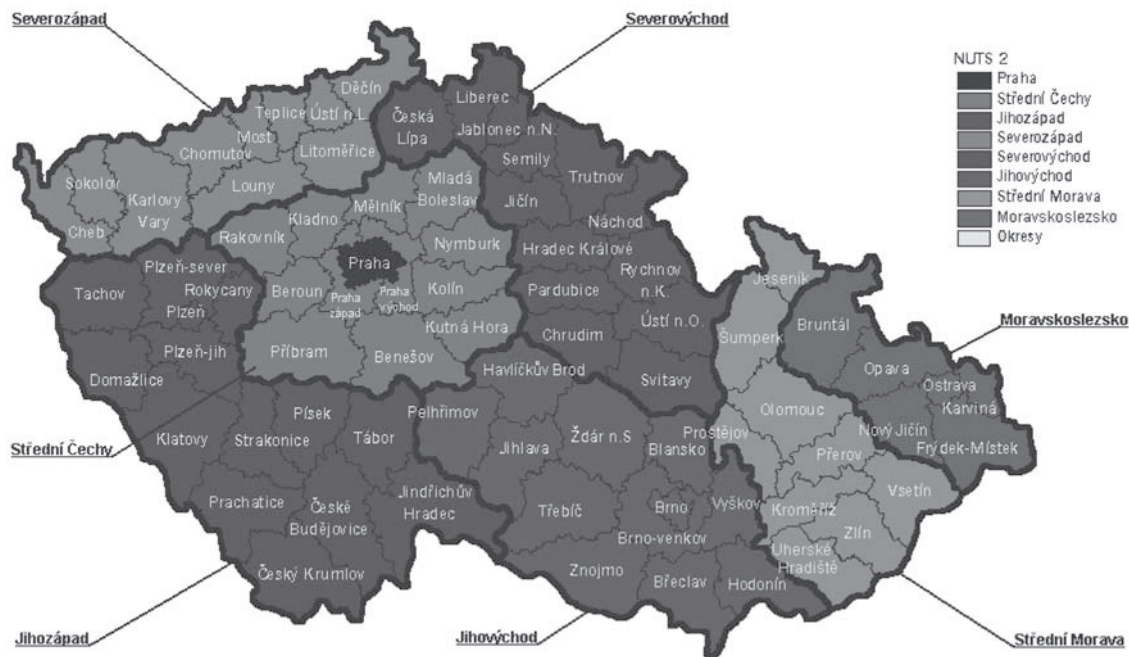 Severozápad
Severovýchod
NUTS 2
Praha
Střední Čechy
Jihozápad
Severozápad
Severovýchod
Jihovýchod
Střední Morava
Moravskoslezsko
Okresy
Děčín
Teplice
Ústí n.L.
Most
Chomutov
Litoměřice
Louny
Sokolov
Karlovy
Vary
Cheb
Česká
Lípa
Liberec
Jablonec n.N.
Semily
Trutnov
Jičín
Náchod
Hradec Králové
Rychnov
n.K.
Pardubice
Ústí n.O.
Chrudim
Svitavy
Mladá
Boleslav
Mělník
Kladno
Rakovník
Nymburk
Praha
Beroun
Praha
západ
Praha
východ
Kolín
Kutná Hora
Příbram
Benešov
Plzeň-sever
Rokycany
Tachov
Plzeň
Plzeň-jih
Domažlice
Klatovy
Písek
Strakonice
Tábor
Prachatice
České
Budějovice
Jindřichův
Hradec
Český Krumlov
Havlíčkův Brod
Pelhřimov
Jihlava
Ždár n.S
Blansko
Třebíč
Brno
Vyškov
Brno-venkov
Znojmo
Břeclav
Hodonín
Jeseník
Šumperk
Olomouc
Prostějov
Přerov
Kroměříž
Vsetín
Zlín
Uherské
Hradiště
Bruntál
Opava
Ostrava
Karviná
Nový Jičín
Frýdek-Místek
Moravskoslezsko
Střední Čechy
Jihozápad
Jihovýchod
Střední Morava